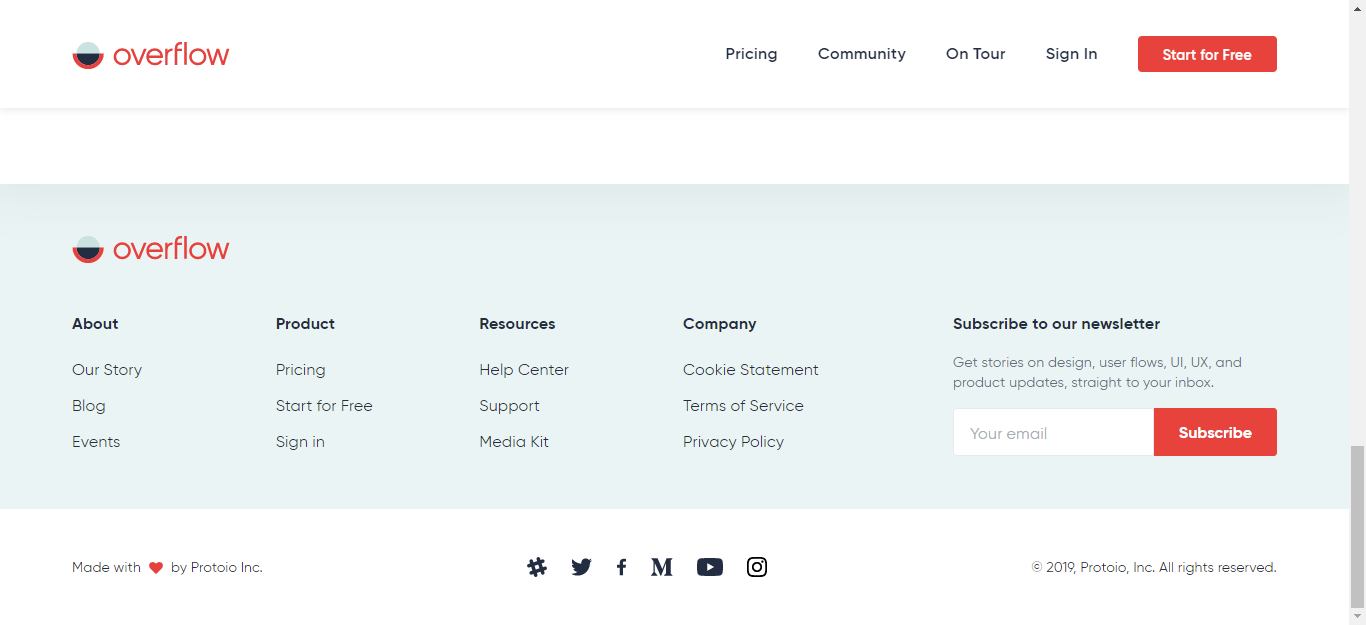 overflow
Pricing Community On Tour Sign In Start for Free
overflow
About
Our Story
Blog
Events
Product
Pricing
Start for Free
Sign in
Resources
Help Center
Support
Media Kit
Company
Cookie Statement
Terms of Service
Privacy Policy
Subscribe to our newsletter
Get stories on design, user flows, UI, UX, and
product updates, straight to your inbox.
Your email Subscribe
Made with ❤ by Protoio Inc.
© 2019, Protoio, Inc. All rights reserved.